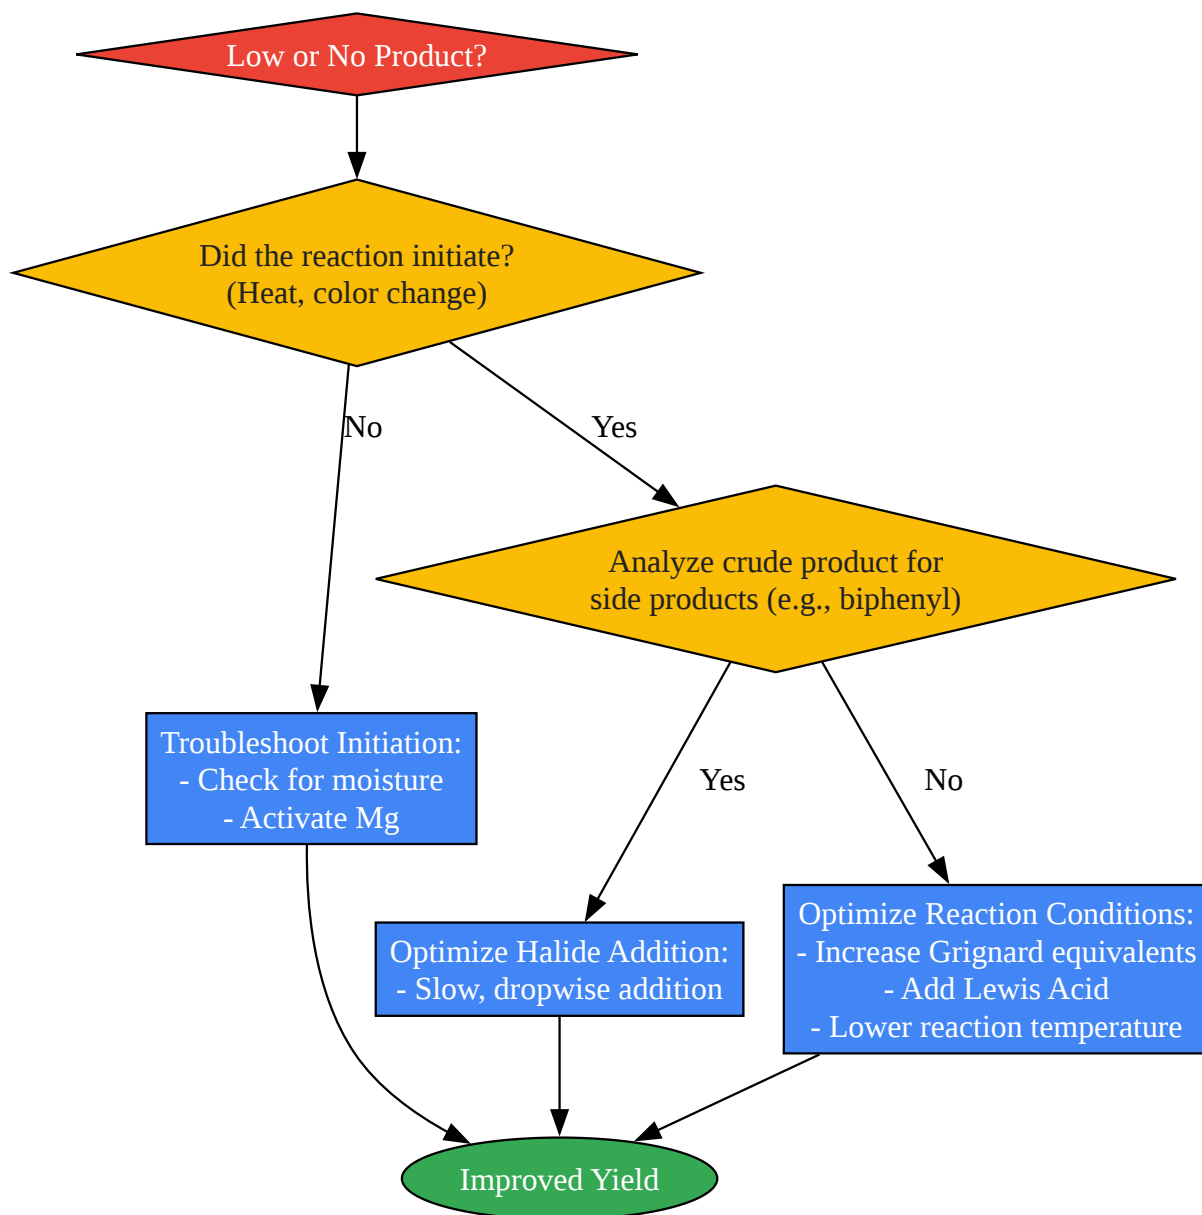 Low or No Product?
Did the reaction initiate?
(Heat, color change)
No
Yes
Analyze crude product for
side products (e.g., biphenyl)
Troubleshoot Initiation:
- Check for moisture
- Activate Mg
Yes
No
Optimize Halide Addition:
- Slow, dropwise addition
Optimize Reaction Conditions:
- Increase Grignard equivalents
- Add Lewis Acid
- Lower reaction temperature
Improved Yield